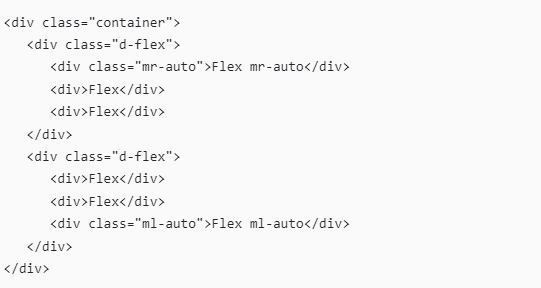 <div class="container">
   <div class="d-flex">
      <div class="mr-auto">Flex mr-auto</div>
      <div>Flex</div>
      <div>Flex</div>
   </div>
   <div class="d-flex">
      <div>Flex</div>
      <div>Flex</div>
      <div class="ml-auto">Flex ml-auto</div>
   </div>
</div>